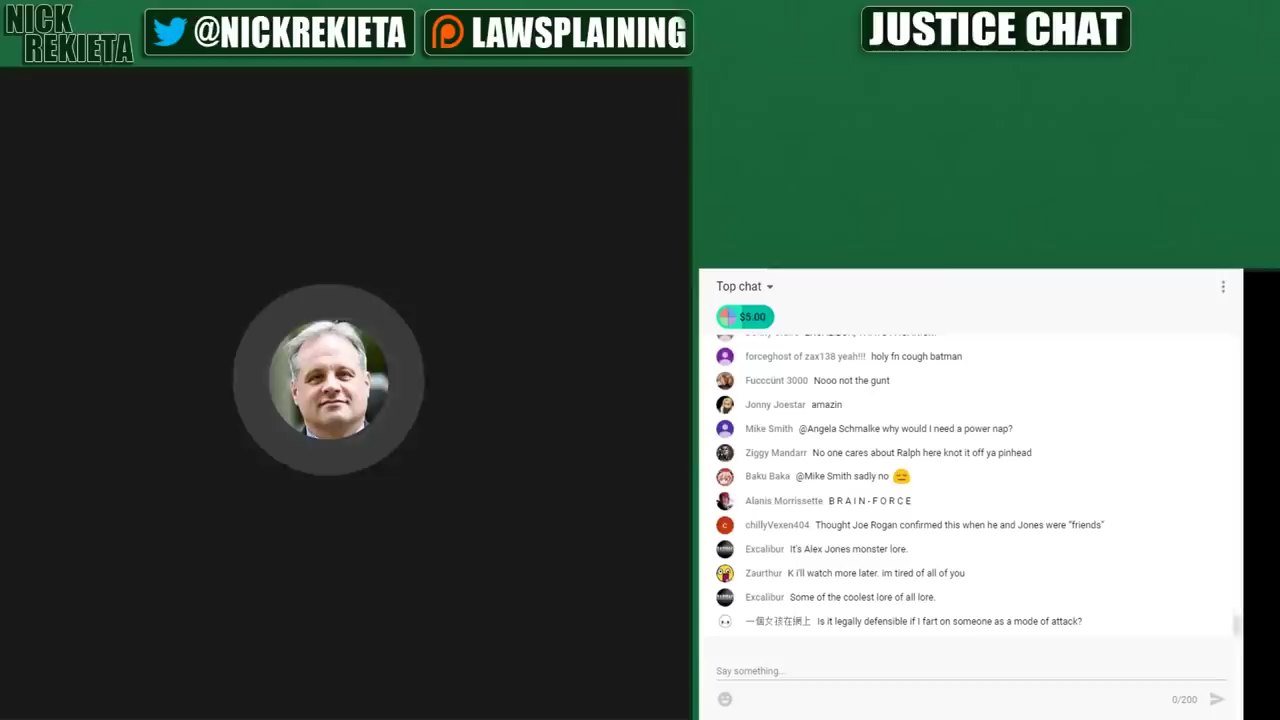 NICK
REKIETA
@NICKREKIETA
LAWSPLAINING
JUSTICE CHAT
Top chat
$5.00
forceghost of zax138 yeah!!! holy fn cough batman
Fucccünt 3000 Nooo not the gunt
Jonny Joestar amazin
Mike Smith @Angela Schmalke why would I need a power nap?
Ziggy Mandarr No one cares about Ralph here knot it off ya pinhead
Baku Baka @Mike Smith sadly no
Alanis Morrissette B R A I N - F O R C E
chillyVexen404 Thought Joe Rogan confirmed this when he and Jones were “friends”
Excalibur It's Alex Jones monster lore.
Zaurthur K i'll watch more later. im tired of all of you
Excalibur Some of the coolest lore of all lore.
一個女孩在網上 Is it legally defensible if I fart on someone as a mode of attack?
Say something...
0/200